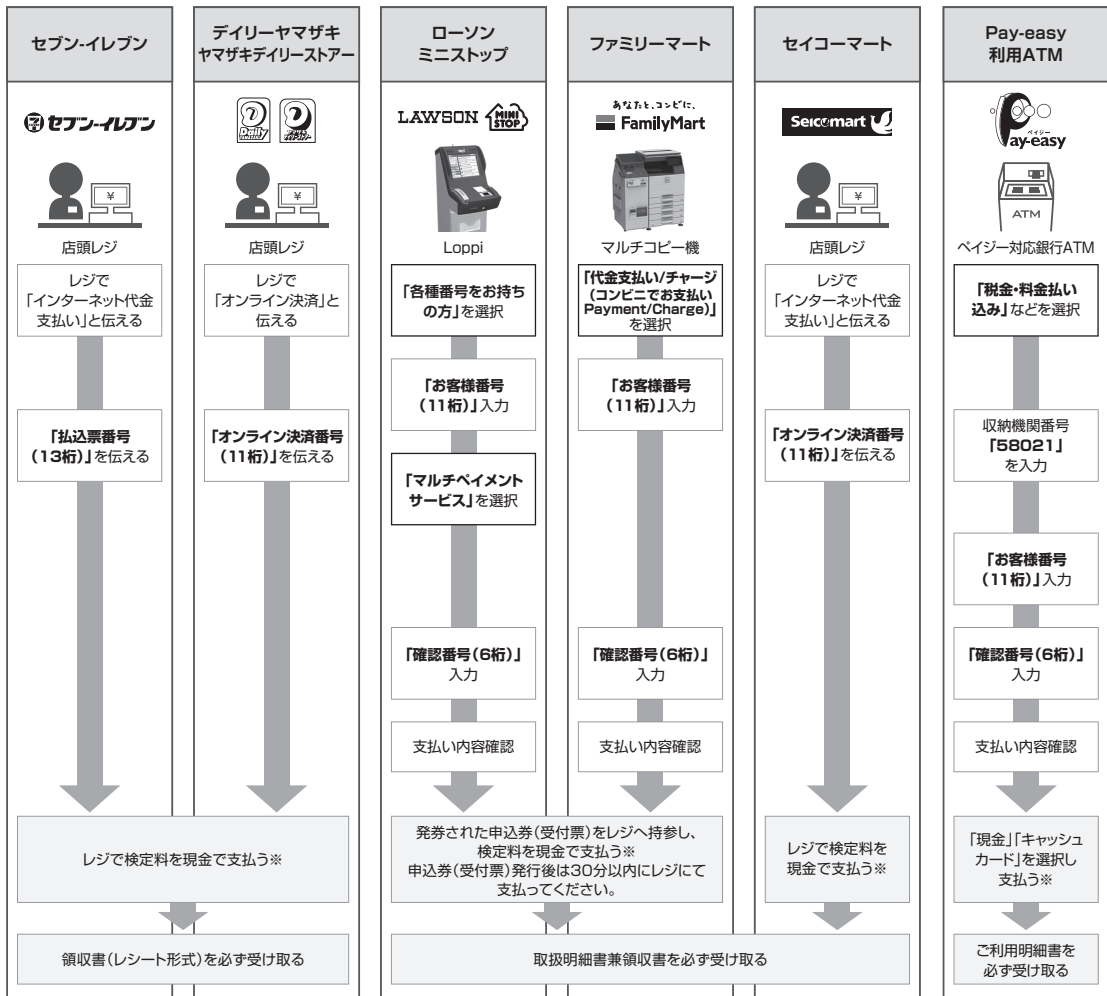 セブン-イレブン
デイリーヤマザキ
ヤマザキデイリーストアー
ローソン
ミニストップ
ファミリーマート
セイコーマート
Pay-easy
利用ATM
セブン-イレブン
Daily
LAWSON
MINI
STOP
あなたと、コンビに、
FamilyMart
Seicomart
ペイジー
Pay-easy
¥
¥
¥
ATM
店頭レジ
店頭レジ
Loppi
マルチコピー機
店頭レジ
ペイジー対応銀行ATM
レジで
「インターネット代金
支払い」と伝える
レジで
「オンライン決済」と
伝える
「各種番号をお持ち
の方」を選択
「代金支払い/チャージ
(コンビニでお支払い
Payment/Charge)」
を選択
レジで
「インターネット代金
支払い」と伝える
「税金・料金払い
込み」などを選択
「お客様番号
(11桁)」入力
「お客様番号
(11桁)」入力
「払込票番号
(13桁)」を伝える
「オンライン決済番号
(11桁)」を伝える
「オンライン決済番号
(11桁)」を伝える
収納機関番号
「58021」
を入力
「マルチペイメント
サービス」を選択
「お客様番号
(11桁)」入力
「確認番号(6桁)」
入力
「確認番号(6桁)」
入力
「確認番号(6桁)」
入力
支払い内容確認
支払い内容確認
支払い内容確認
レジで検定料を現金で支払う※
発券された申込券(受付票)をレジへ持参し、
検定料を現金で支払う※
申込券(受付票)発行後は30分以内にレジにて
支払ってください。
レジで検定料を
現金で支払う※
「現金」「キャッシュ
カード」を選択し
支払う※
領収書(レシート形式)を必ず受け取る
取扱明細書兼領収書を必ず受け取る
ご利用明細書を
必ず受け取る